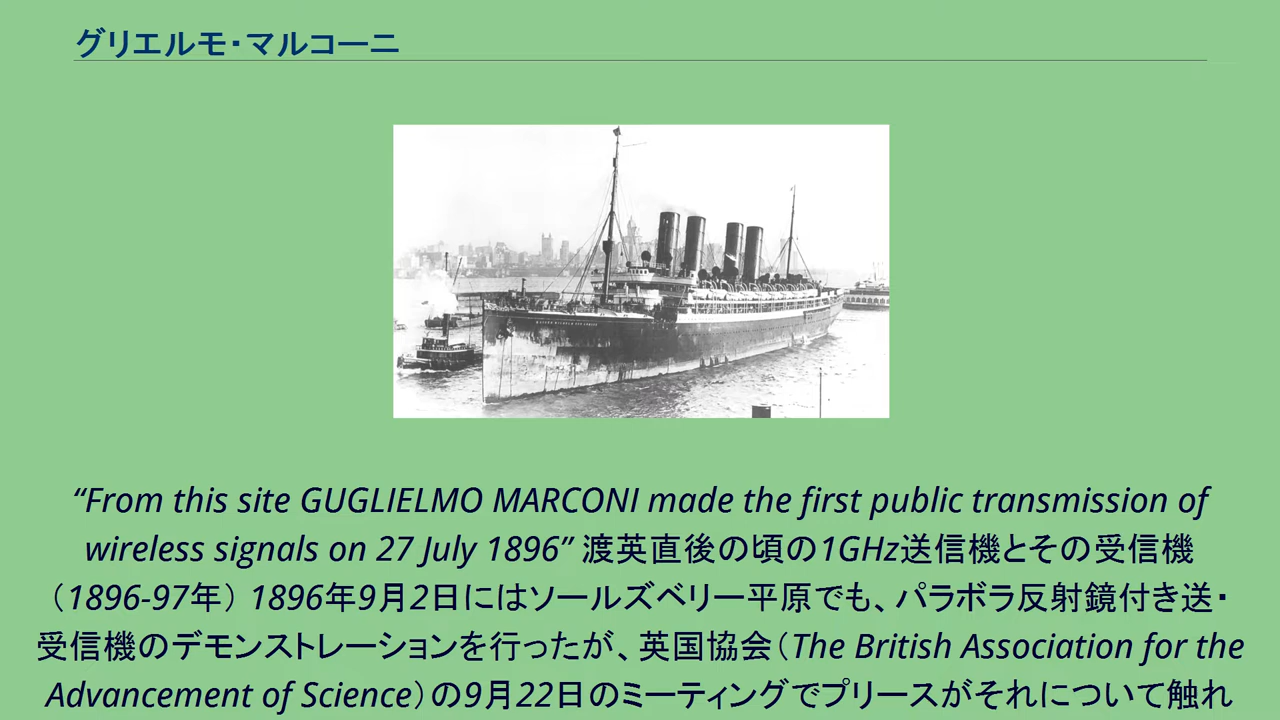 グリエルモ・マルコーニ
“From this site GUGLIELMO MARCONI made the first public transmission of
wireless signals on 27 July 1896” 渡英直後の頃の1GHz送信機とその受信機
（1896-97年） 1896年9月2日にはソールズベリー平原でも、パラボラ反射鏡付き送・
受信機のデモンストレーションを行ったが、英国協会（The British Association for the
Advancement of Science）の9月22日のミーティングでプリースがそれについて触れ